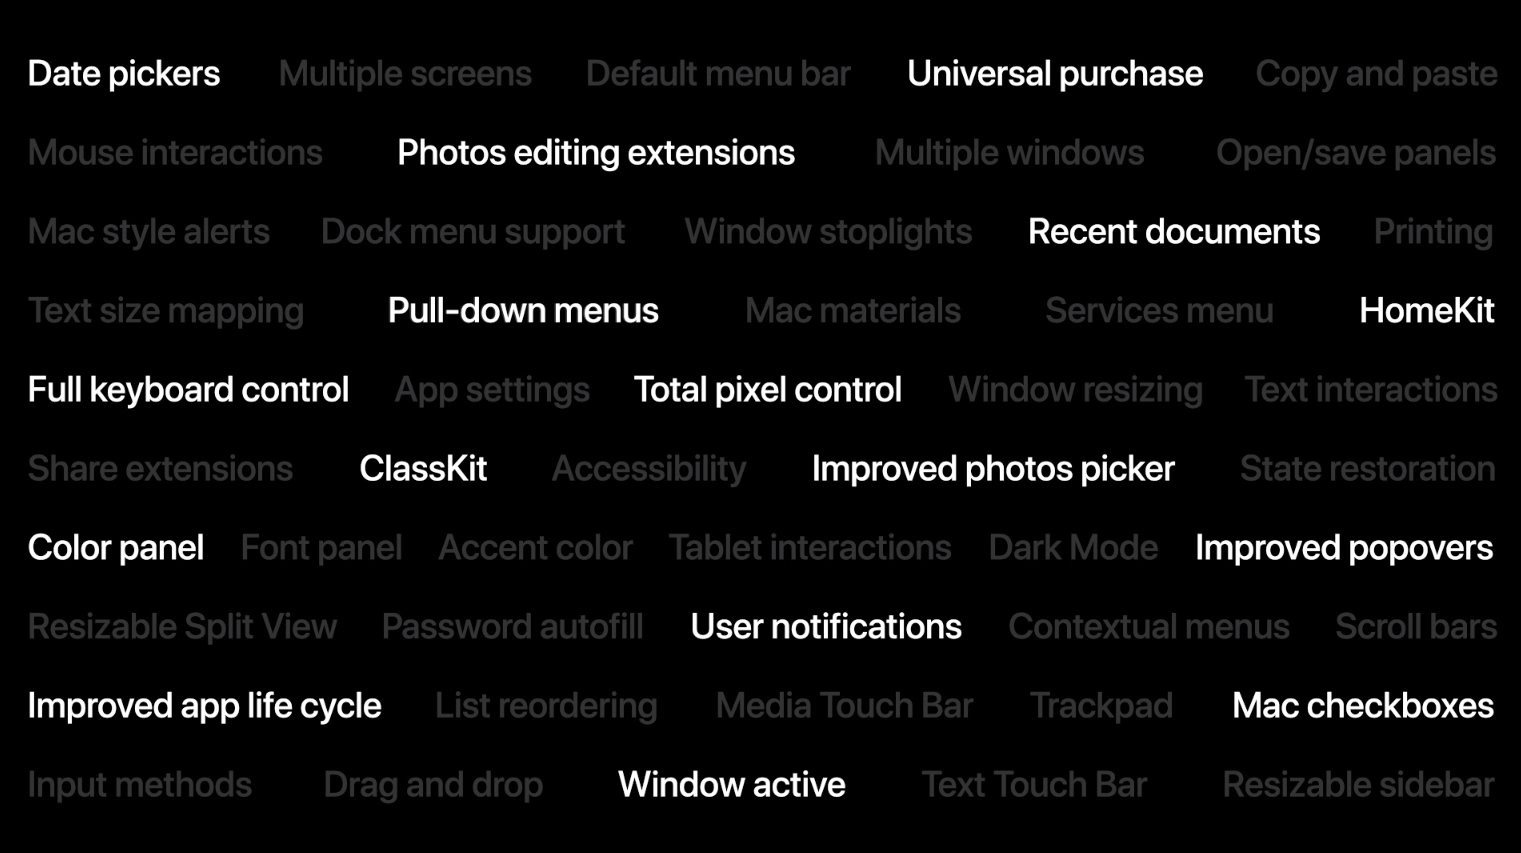 Date pickers Multiple screens Default menu bar Universal purchase Copy and paste
Mouse interactions Photos editing extensions Multiple windows Open/save panels
Mac style alerts Dock menu support Window stoplights Recent documents Printing
Text size mapping Pull-down menus Mac materials Services menu HomeKit
Full keyboard control App settings Total pixel control Window resizing Text interactions
Share extensions ClassKit Accessibility Improved photos picker State restoration
Color panel Font panel Accent color Tablet interactions Dark Mode Improved popovers
Resizable Split View Password autofill User notifications Contextual menus Scroll bars
Improved app life cycle List reordering Media Touch Bar Trackpad Mac checkboxes
Input methods Drag and drop Window active Text Touch Bar Resizable sidebar